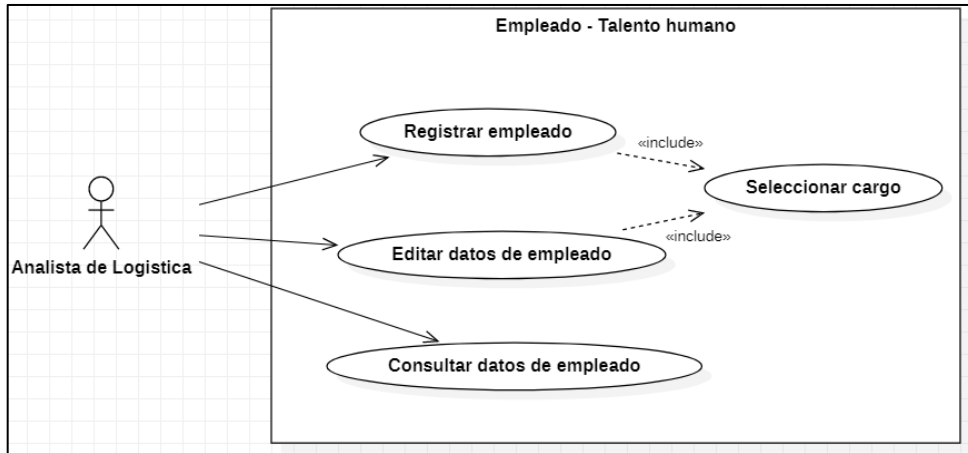 Empleado - Talento humano
Registrar empleado
«include»
Seleccionar cargo
«include»
Editar datos de empleado
Analista de Logistica
Consultar datos de empleado